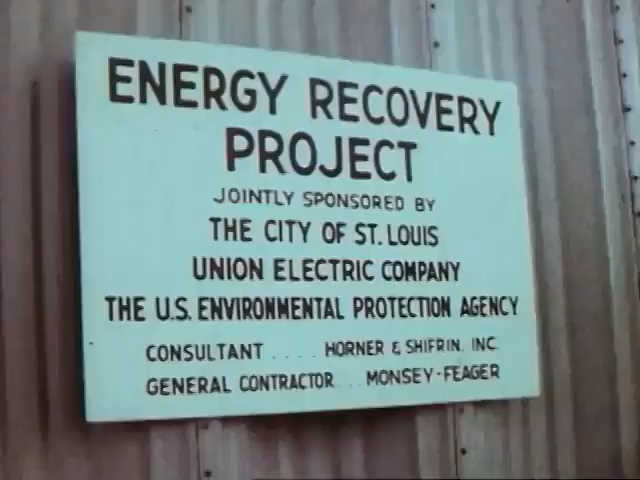 ENERGY RECOVERY
PROJECT
JOINTLY SPONSORED BY
THE CITY OF ST. LOUIS
UNION ELECTRIC COMPANY
THE U.S. ENVIRONMENTAL PROTECTION AGENCY
CONSULTANT .... HORNER & SHIFRIN, INC.
GENERAL CONTRACTOR ... MONSEY-FEAGER